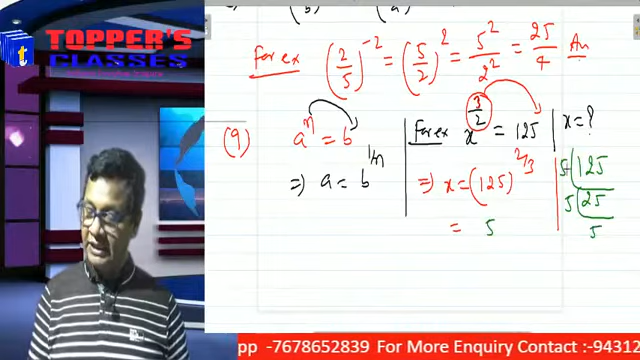 TOPPER'S
CLASSES
For ex (2/5)^-2 = (5/2)^2 = 5^2/2^2 = 25/4 An
(9) a^n = b
⇒ a = b^1/n
For ex x^3/2 = 125
⇒ x = (125)^2/3
= 5
x = ?
5 125
5 25
5
pp -7678652839 For More Enquiry Contact :-94312